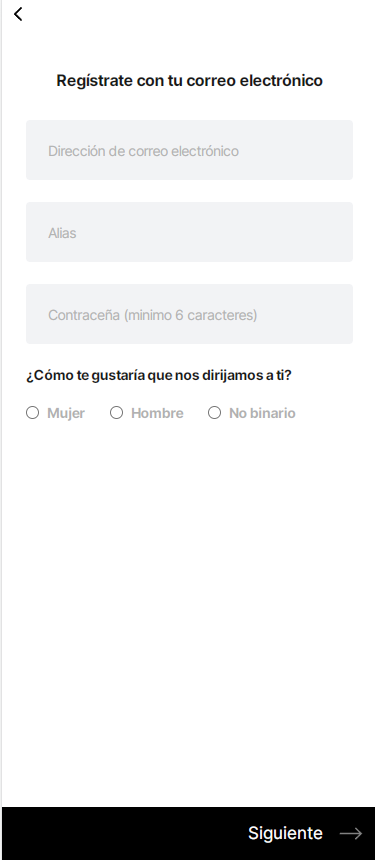 Regístrate con tu correo electrónico
Dirección de correo electrónico
Alias
Contraceña (minimo 6 caracteres)
¿Cómo te gustaría que nos dirijamos a ti?
Mujer Hombre No binario
Siguiente